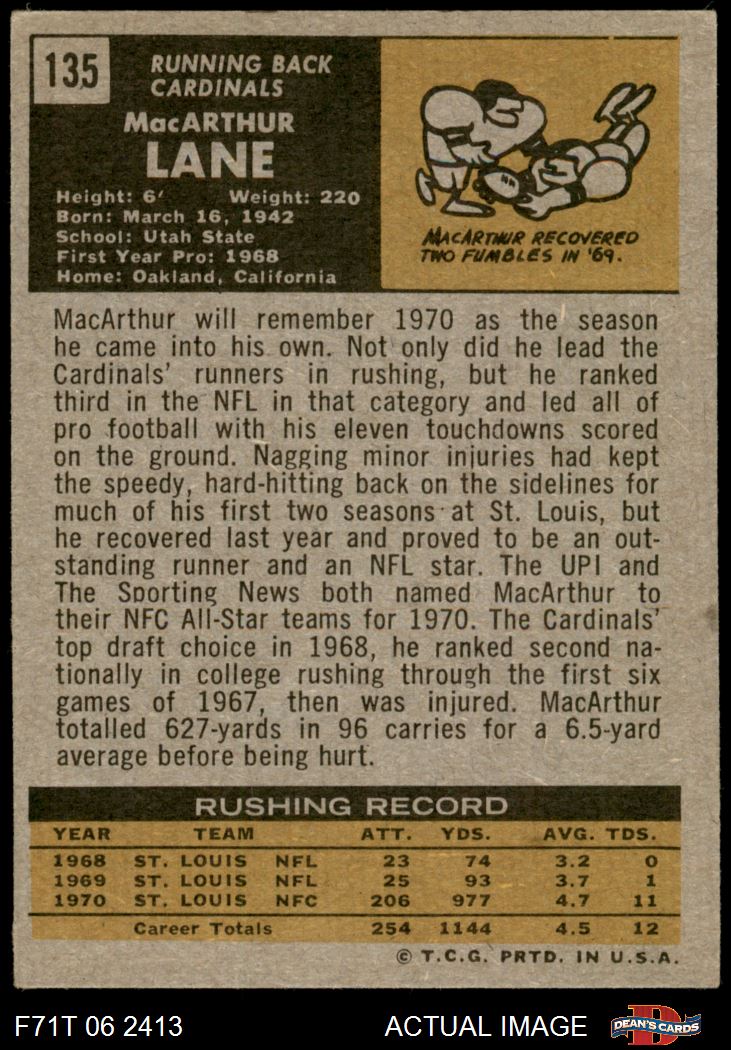 135
RUNNING BACK
CARDINALS
MacARTHUR
LANE
Height: 6' Weight: 220
Born: March 16, 1942
School: Utah State
First Year Pro: 1968
Home: Oakland, California
MACARTHUR RECOVERED
TWO FUMBLES IN '69.
MacArthur will remember 1970 as the season
he came into his own. Not only did he lead the
Cardinals' runners in rushing, but he ranked
third in the NFL in that category and led all of
pro football with his eleven touchdowns scored
on the ground. Nagging minor injuries had kept
the speedy, hard-hitting back on the sidelines for
much of his first two seasons at St. Louis, but
he recovered last year and proved to be an out-
standing runner and an NFL star. The UPI and
The Sporting News both named MacArthur to
their NFC All-Star teams for 1970. The Cardinals'
top draft choice in 1968, he ranked second na-
tionally in college rushing through the first six
games of 1967, then was injured. MacArthur
totalled 627-yards in 96 carries for a 6.5-yard
average before being hurt.
RUSHING RECORD
YEAR TEAM ATT. YDS. AVG. TDS.
1968 ST. LOUIS NFL 23 74 3.2 0
1969 ST. LOUIS NFL 25 93 3.7 1
1970 ST. LOUIS NFC 206 977 4.7 11
Career Totals 254 1144 4.5 12
© T.C.G. PRTD. IN U.S.A.
F71T 06 2413 ACTUAL IMAGE D DEAN'S CARDS